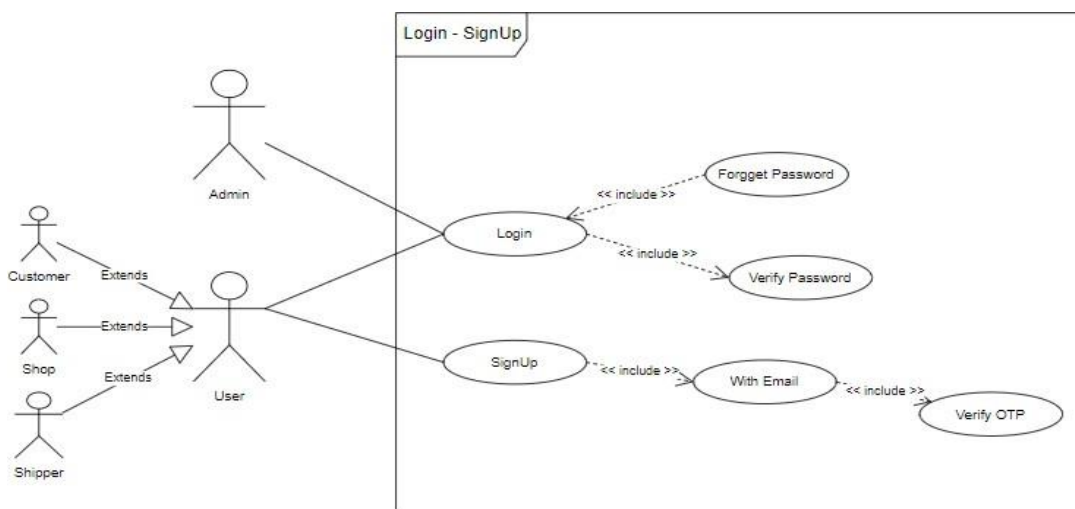 Login - SignUp
Admin
Forgget Password
<< include >>
Login
<< include >>
Verify Password
Customer
Extends
Shop
Extends
Shipper
Extends
User
SignUp
<< include >>
With Email
<< include >>
Verify OTP